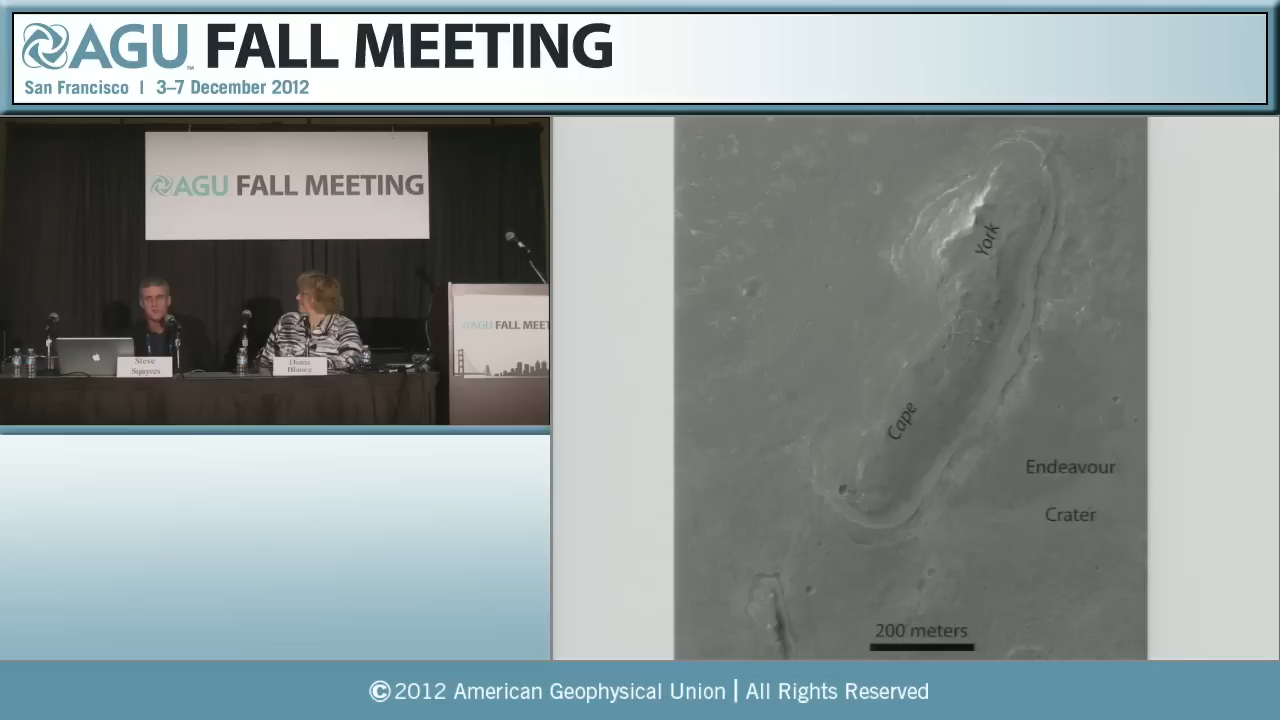 AGU™ FALL MEETING
San Francisco | 3–7 December 2012
AGU FALL MEETING
AGU FALL MEET
Steve
Squyres
Diana
Blaney
York
Cape
Endeavour
Crater
200 meters
©2012 American Geophysical Union | All Rights Reserved